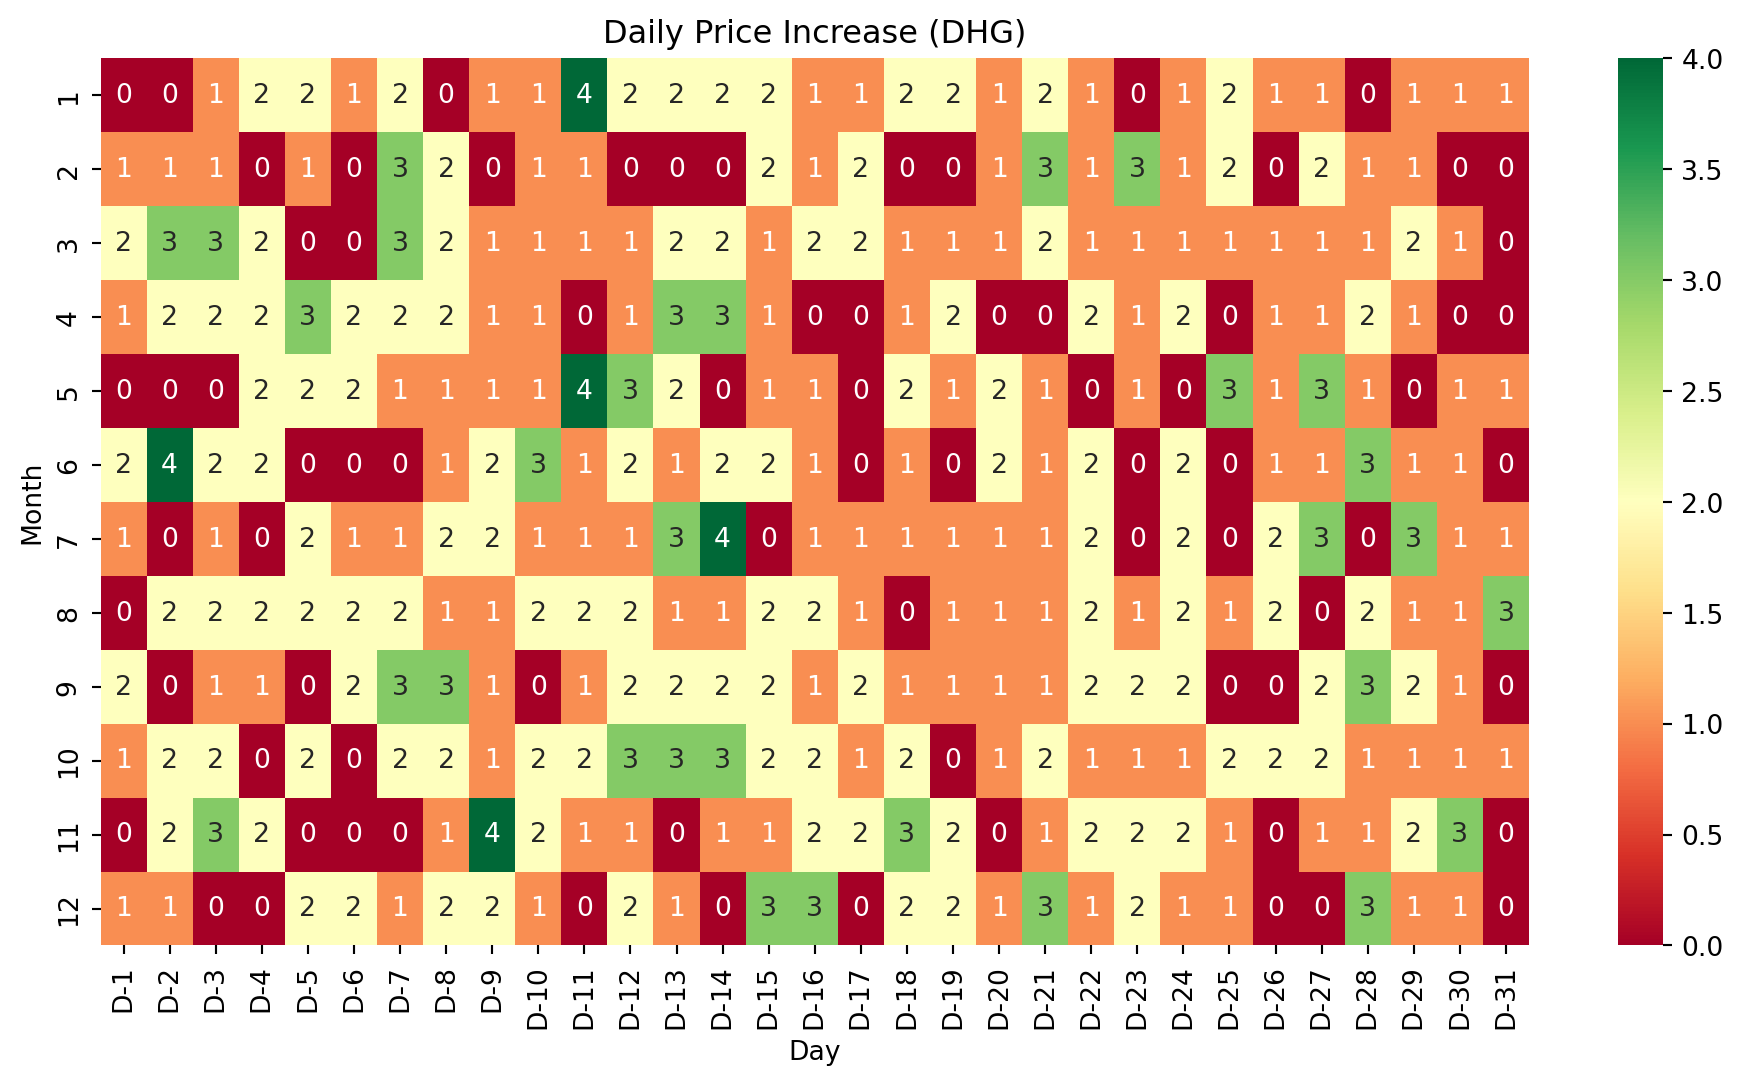 Daily Price Increase (DHG)
1 0 0 1 2 2 1 2 0 1 1 4 2 2 2 2 1 1 2 2 1 2 1 0 1 2 1 1 0 1 1 1
2 1 1 1 0 1 0 3 2 0 1 1 0 0 0 2 1 2 0 0 1 3 1 3 1 2 0 2 1 1 0 0
3 2 3 3 2 0 0 3 2 1 1 1 1 2 2 1 2 2 1 1 1 2 1 1 1 1 1 1 1 2 1 0
4 1 2 2 2 3 2 2 2 1 1 0 1 3 3 1 0 0 1 2 0 0 2 1 2 0 1 1 2 1 0 0
5 0 0 0 2 2 2 1 1 1 1 4 3 2 0 1 1 0 2 1 2 1 0 1 0 3 1 3 1 0 1 1
6 2 4 2 2 0 0 0 1 2 3 1 2 1 2 2 1 0 1 0 2 1 2 0 2 0 1 1 3 1 1 0
7 1 0 1 0 2 1 1 2 2 1 1 1 3 4 0 1 1 1 1 1 1 2 0 2 0 2 3 0 3 1 1
8 0 2 2 2 2 2 2 1 1 2 2 2 1 1 2 2 1 0 1 1 1 2 1 2 1 2 0 2 1 1 3
9 2 0 1 1 0 2 3 3 1 0 1 2 2 2 2 1 2 1 1 1 1 2 2 2 0 0 2 3 2 1 0
10 1 2 2 0 2 0 2 2 1 2 2 3 3 3 2 2 1 2 0 1 2 1 1 1 2 2 2 1 1 1 1
11 0 2 3 2 0 0 0 1 4 2 1 1 0 1 1 2 2 3 2 0 1 2 2 2 1 0 1 1 2 3 0
12 1 1 0 0 2 2 1 2 2 1 0 2 1 0 3 3 0 2 2 1 3 1 2 1 1 0 0 3 1 1 0
Month
D-1 D-2 D-3 D-4 D-5 D-6 D-7 D-8 D-9 D-10 D-11 D-12 D-13 D-14 D-15 D-16 D-17 D-18 D-19 D-20 D-21 D-22 D-23 D-24 D-25 D-26 D-27 D-28 D-29 D-30 D-31
Day
4.0
3.5
3.0
2.5
2.0
1.5
1.0
0.5
0.0